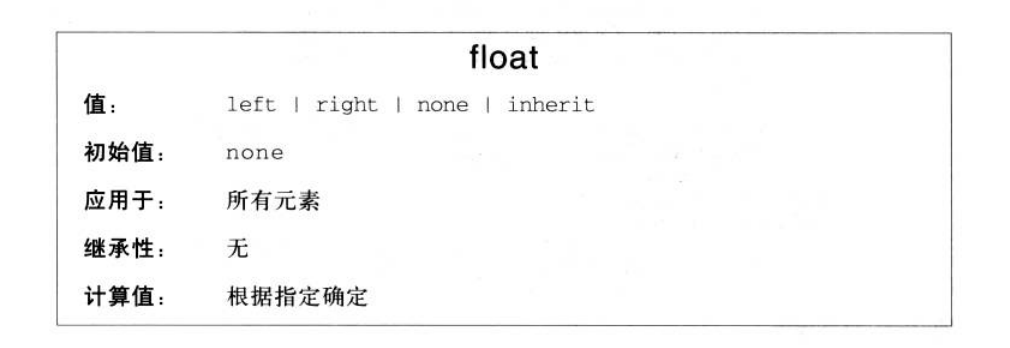 float
值： left | right | none | inherit
初始值： none
应用于： 所有元素
继承性： 无
计算值： 根据指定确定